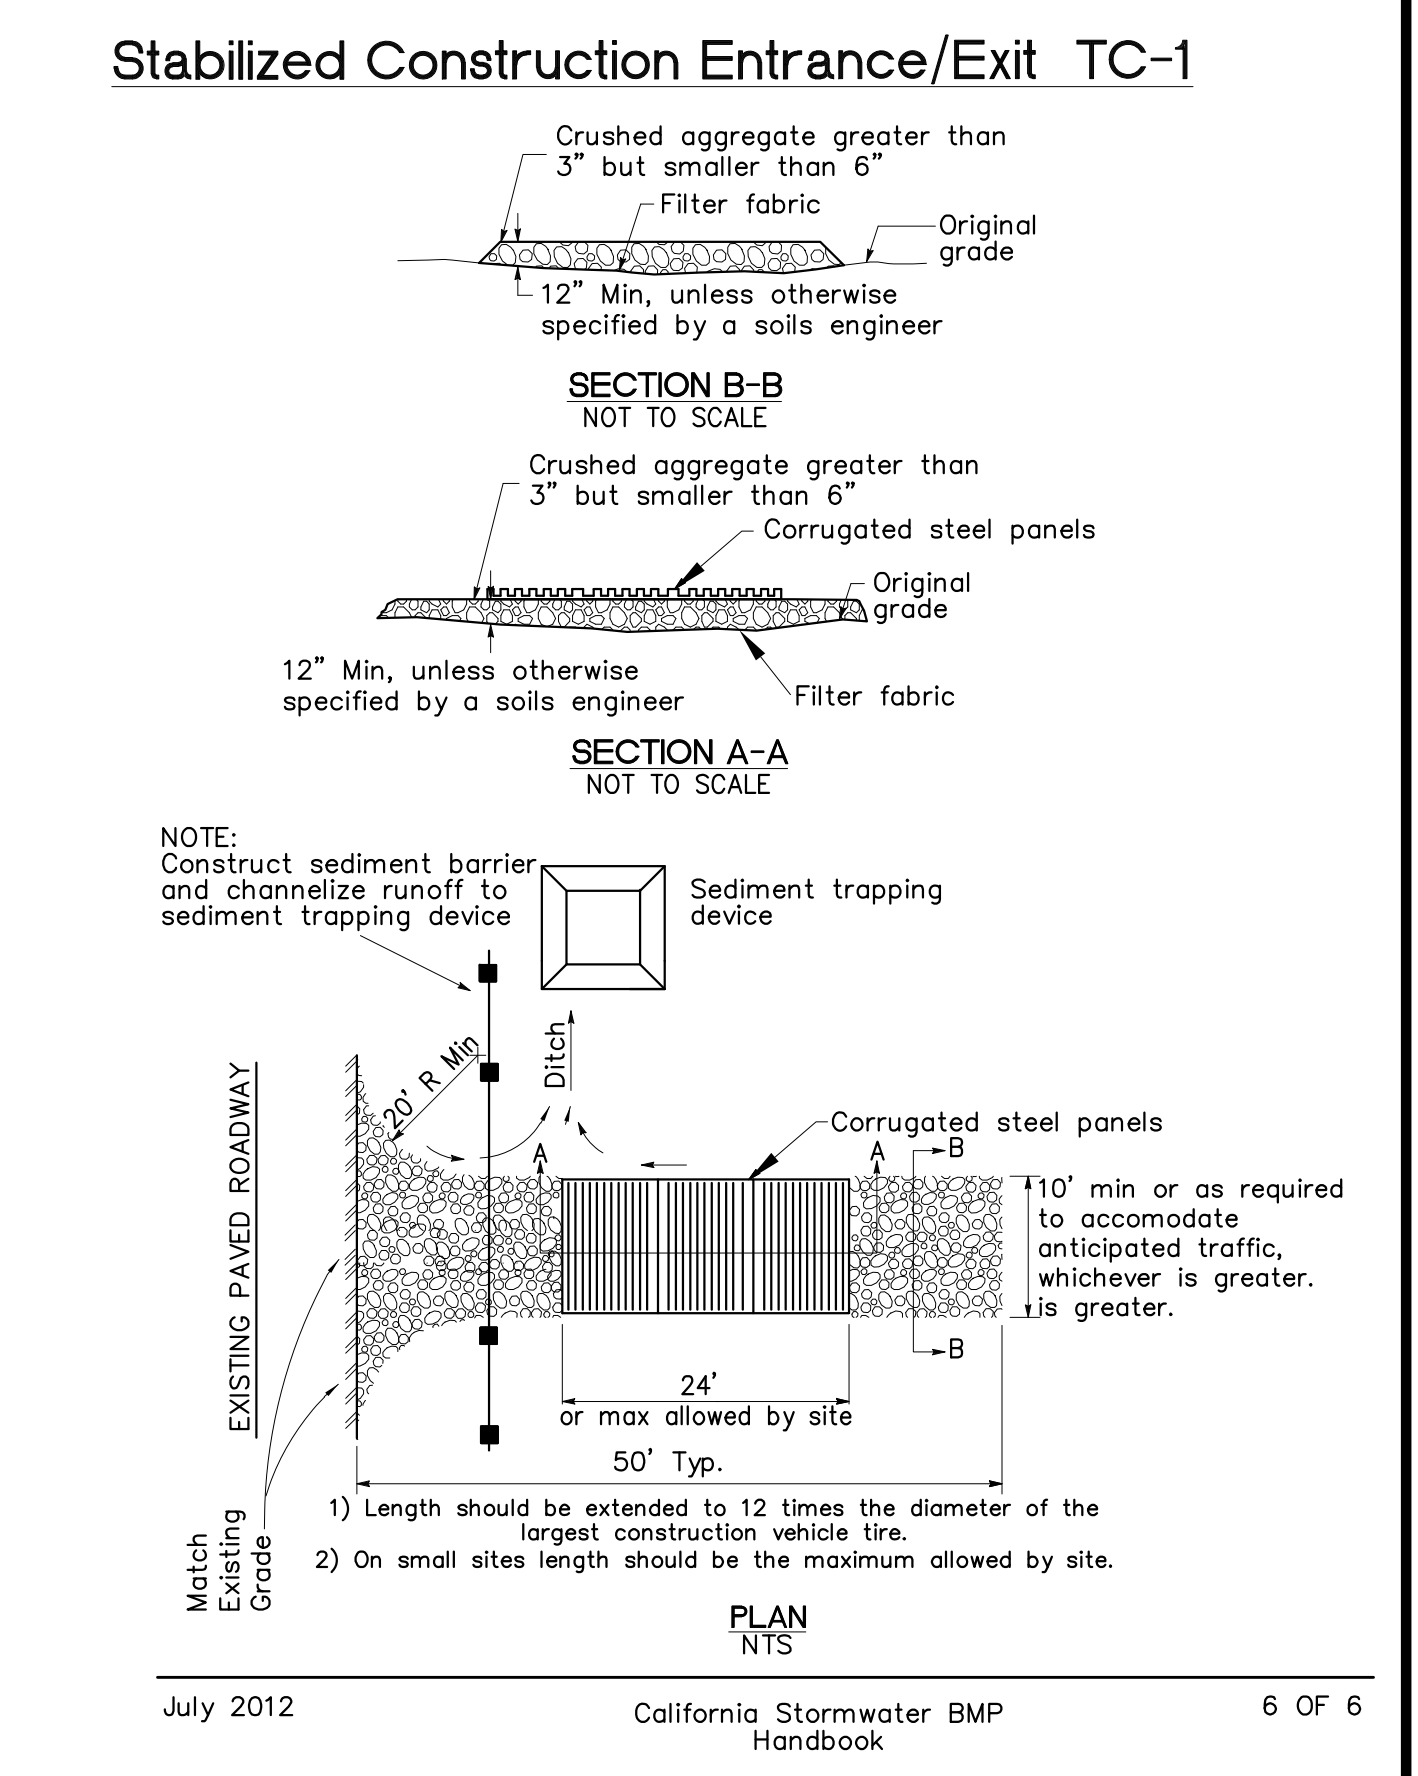 Stabilized Construction Entrance/Exit TC-1
Crushed aggregate greater than
3” but smaller than 6”
Filter fabric
Original
grade
12” Min, unless otherwise
specified by a soils engineer
SECTION B-B
NOT TO SCALE
Crushed aggregate greater than
3” but smaller than 6”
Corrugated steel panels
Original
grade
12” Min, unless otherwise
specified by a soils engineer
Filter fabric
SECTION A-A
NOT TO SCALE
NOTE:
Construct sediment barrier
and channelize runoff to
sediment trapping device
Sediment trapping
device
Ditch
20’ R Min
EXISTING PAVED ROADWAY
Corrugated steel panels
A
A
B
B
10’ min or as required
to accomodate
anticipated traffic,
whichever is greater.
is greater.
24’
or max allowed by site
50’ Typ.
Match
Existing
Grade
1) Length should be extended to 12 times the diameter of the
largest construction vehicle tire.
2) On small sites length should be the maximum allowed by site.
PLAN
NTS
July 2012
California Stormwater BMP
Handbook
6 OF 6